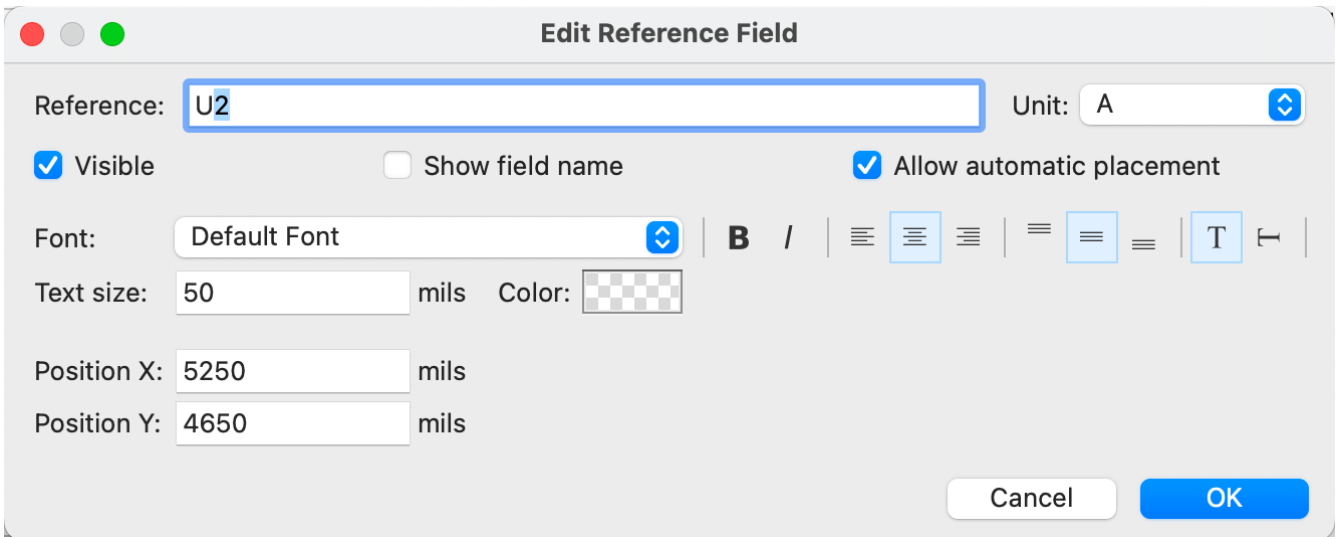 Edit Reference Field
Reference: U2 Unit: A
Visible Show field name Allow automatic placement
Font: Default Font B I T T
Text size: 50 mils Color:
Position X: 5250 mils
Position Y: 4650 mils
Cancel OK